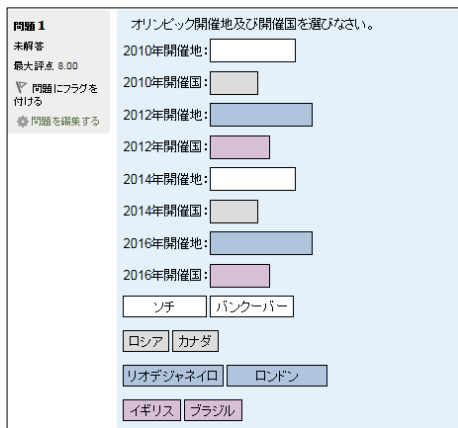 問題 1
未解答
最大評点 8.00
問題にフラグを
付ける
問題を編集する
オリンピック開催地及び開催国を選びなさい。
2010年開催地:
2010年開催国:
2012年開催地:
2012年開催国:
2014年開催地:
2014年開催国:
2016年開催地:
2016年開催国:
ソチ バンクーバー
ロシア カナダ
リオデジャネイロ ロンドン
イギリス ブラジル